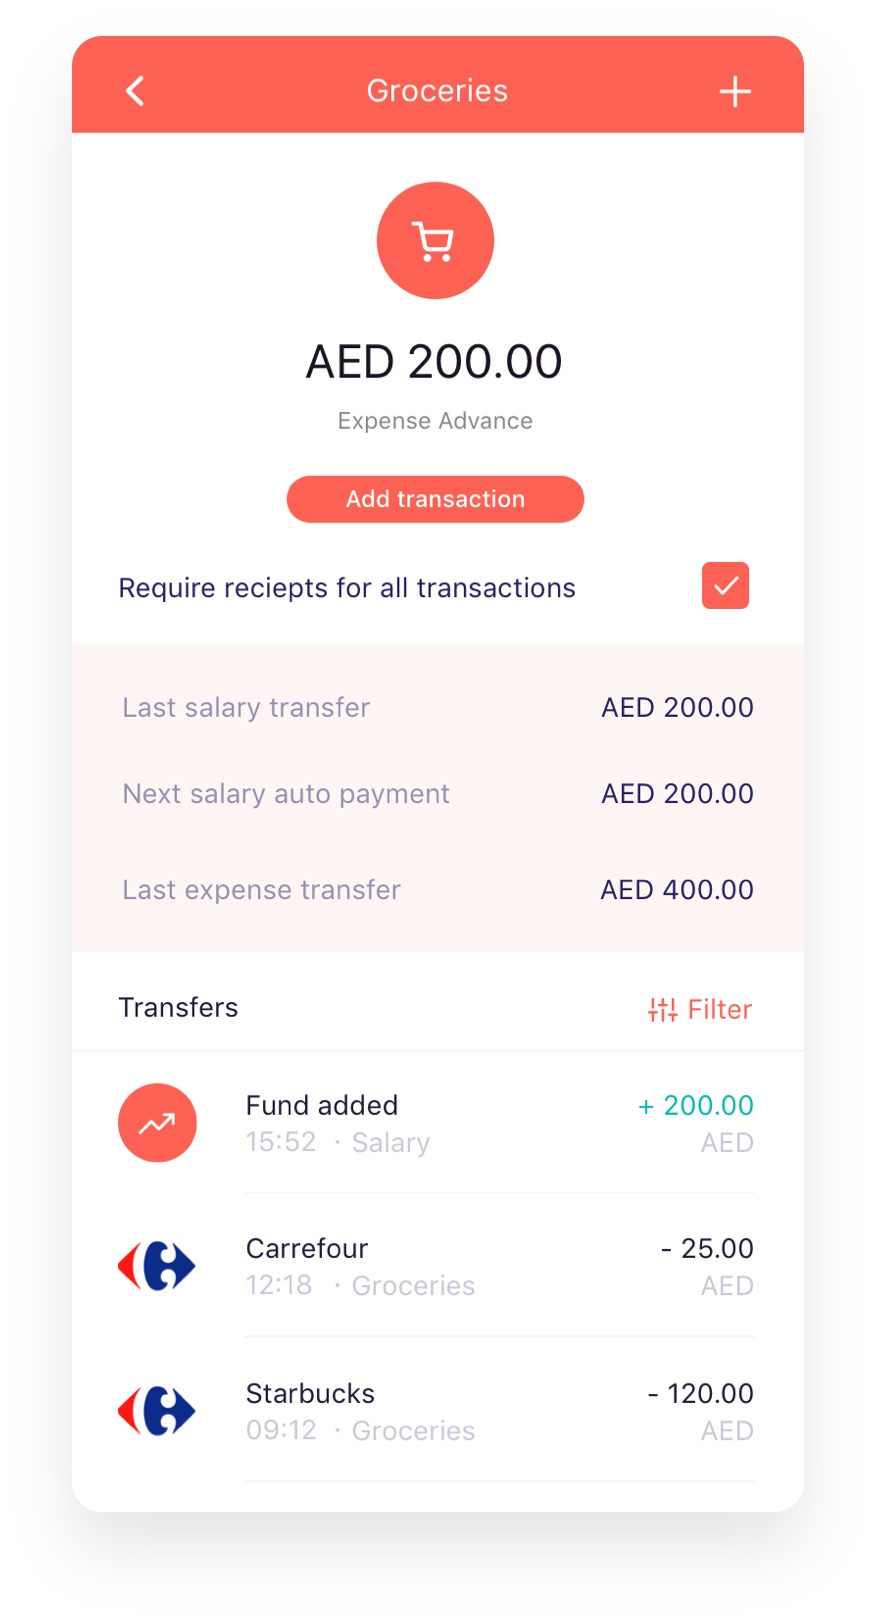 Groceries
AED 200.00
Expense Advance
Add transaction
Require reciepts for all transactions
Last salary transfer AED 200.00
Next salary auto payment AED 200.00
Last expense transfer AED 400.00
Transfers Filter
Fund added + 200.00
15:52 · Salary AED
Carrefour - 25.00
12:18 · Groceries AED
Starbucks - 120.00
09:12 · Groceries AED